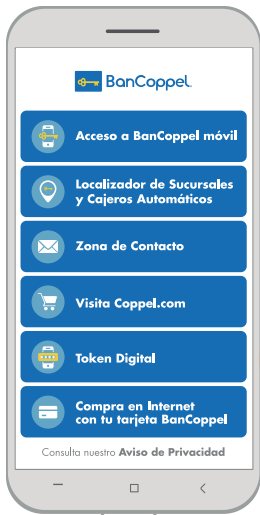 BanCoppel.
Acceso a BanCoppel móvil
Localizador de Sucursales
y Cajeros Automáticos
Zona de Contacto
Visita Coppel.com
Token Digital
Compra en Internet
con tu tarjeta BanCoppel
Consulta nuestro Aviso de Privacidad